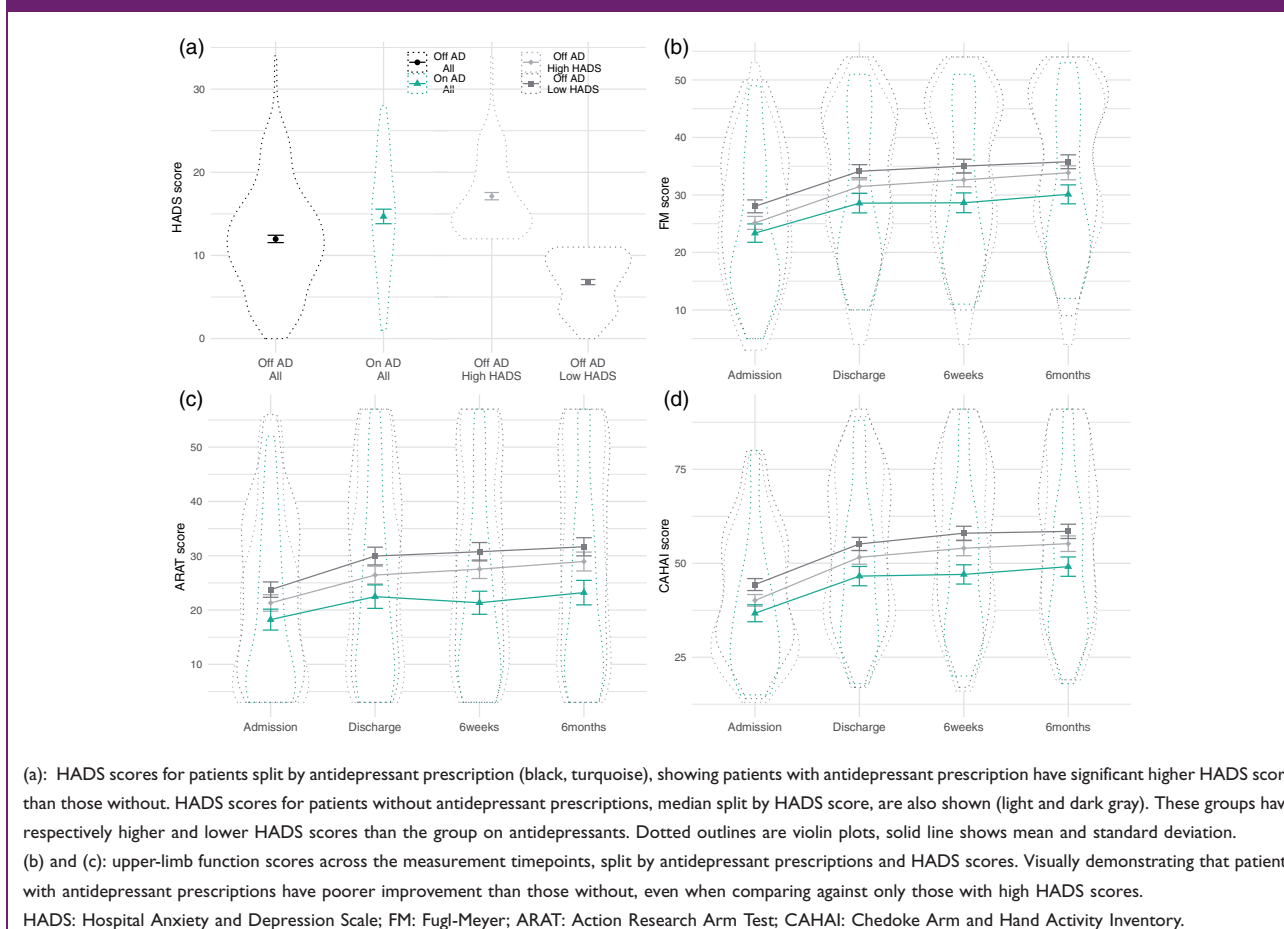 (a)
(b)
Off AD
All
On AD
All
Off AD
High HADS
Off AD
Low HADS
HADS score
30
20
10
0
Off AD
All
On AD
All
Off AD
High HADS
Off AD
Low HADS
FM score
50
40
30
20
10
Admission
Discharge
6weeks
6months
(c)
(d)
ARAT score
50
40
30
20
10
Admission
Discharge
6weeks
6months
CAHAI score
75
50
25
Admission
Discharge
6weeks
6months
(a): HADS scores for patients split by antidepressant prescription (black, turquoise), showing patients with antidepressant prescription have significant higher HADS scor
than those without. HADS scores for patients without antidepressant prescriptions, median split by HADS score, are also shown (light and dark gray). These groups hav
respectively higher and lower HADS scores than the group on antidepressants. Dotted outlines are violin plots, solid line shows mean and standard deviation.
(b) and (c): upper-limb function scores across the measurement timepoints, split by antidepressant prescriptions and HADS scores. Visually demonstrating that patient
with antidepressant prescriptions have poorer improvement than those without, even when comparing against only those with high HADS scores.
HADS: Hospital Anxiety and Depression Scale; FM: Fugl-Meyer; ARAT: Action Research Arm Test; CAHAI: Chedoke Arm and Hand Activity Inventory.